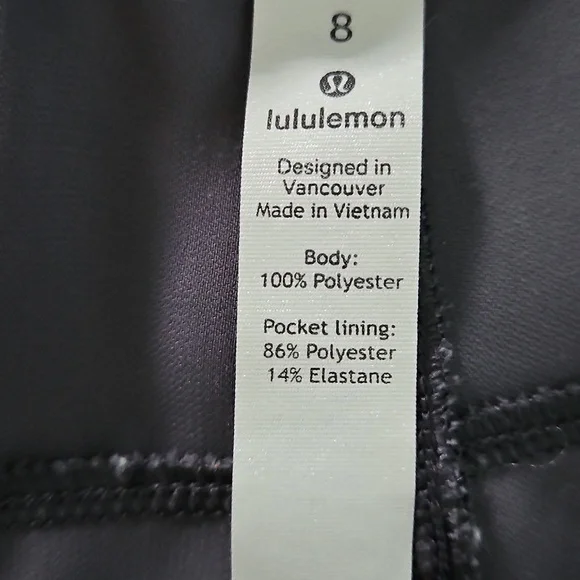 8
lululemon
Designed in
Vancouver
Made in Vietnam
Body:
100% Polyester
Pocket lining:
86% Polyester
14% Elastane